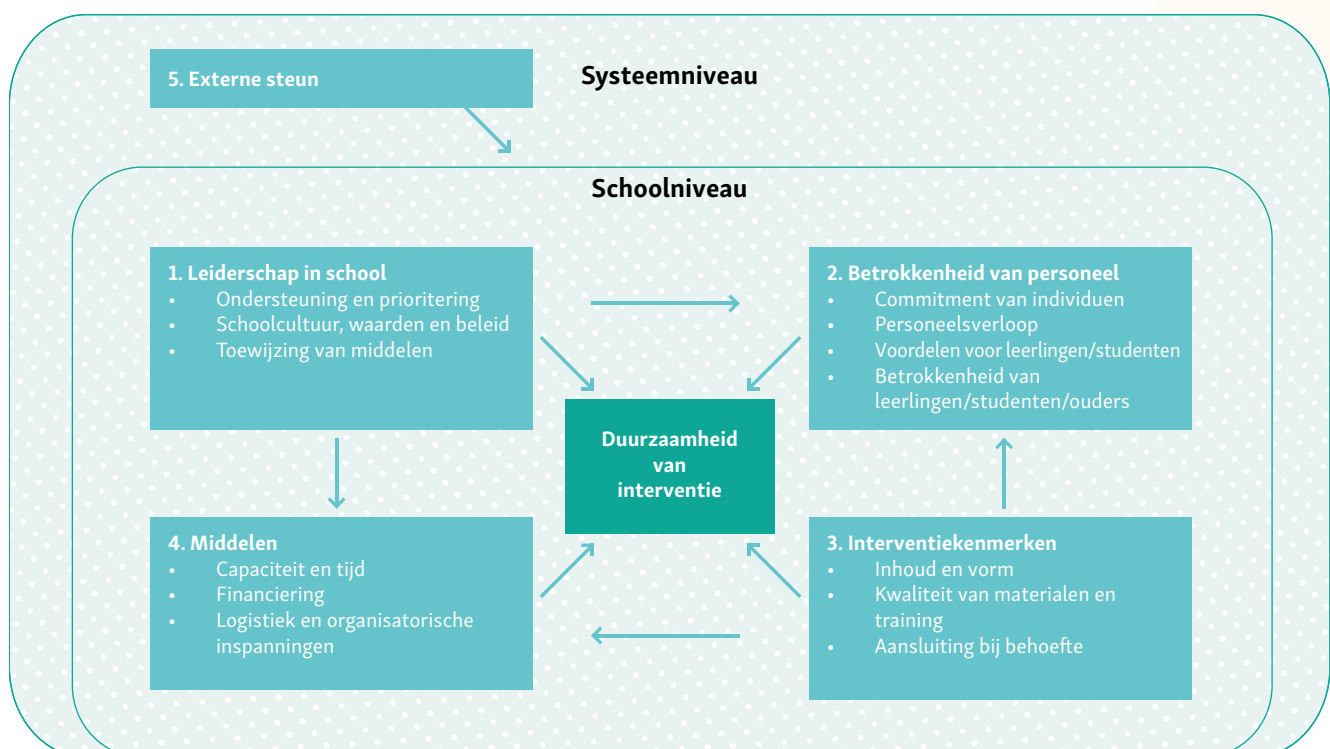 5. Externe steun
Systeemniveau
Schoolniveau
1. Leiderschap in school
• Ondersteuning en prioritering
• Schoolcultuur, waarden en beleid
• Toewijzing van middelen
2. Betrokkenheid van personeel
• Commitment van individuen
• Personeelsverloop
• Voordelen voor leerlingen/studenten
• Betrokkenheid van
leerlingen/studenten/ouders
Duurzaamheid
van
interventie
4. Middelen
• Capaciteit en tijd
• Financiering
• Logistiek en organisatorische
inspanningen
3. Interventiekenmerken
• Inhoud en vorm
• Kwaliteit van materialen en
training
• Aansluiting bij behoefte